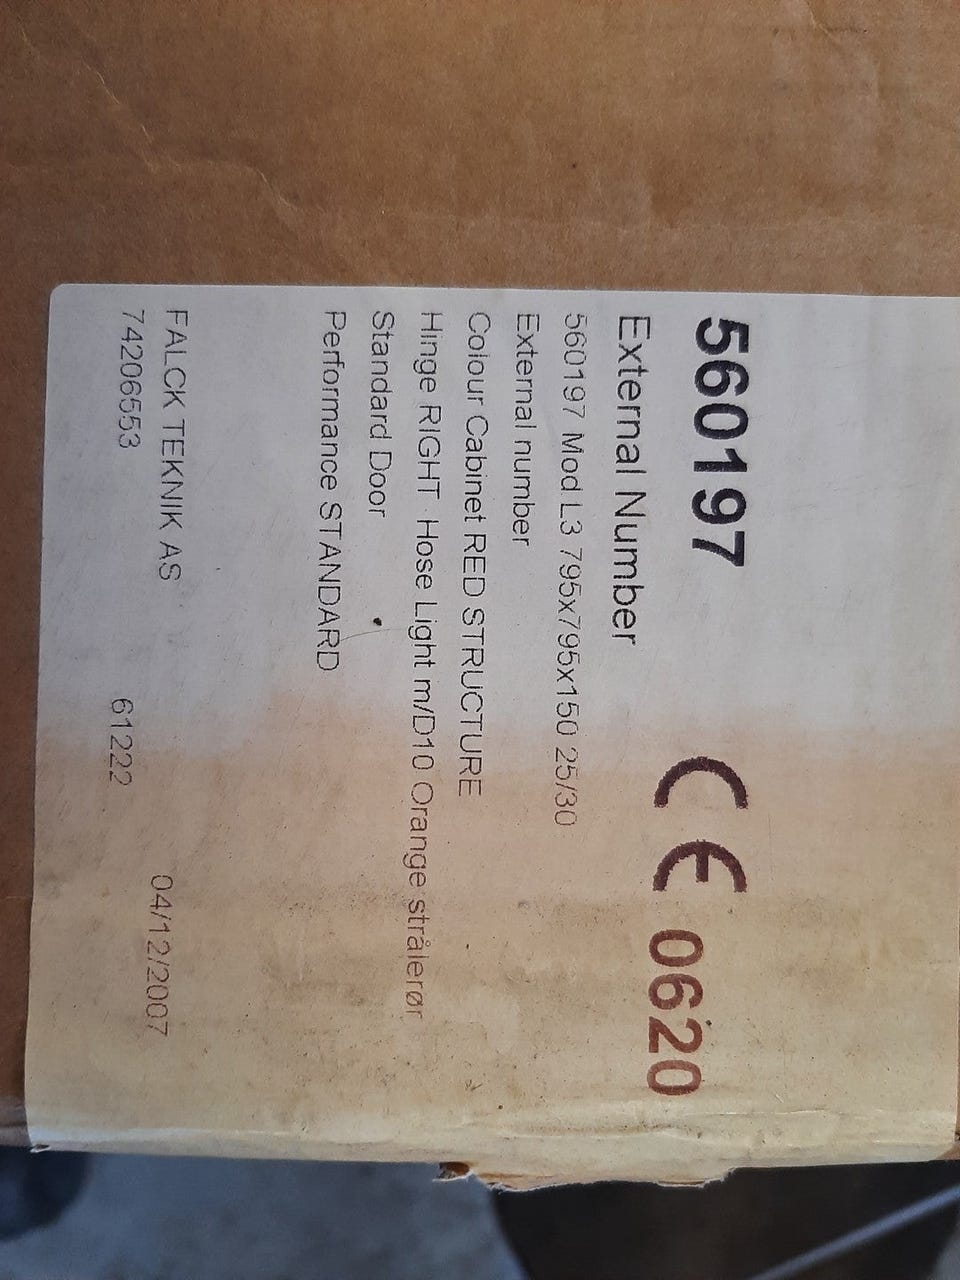 560197
CE 0620
External Number
560197 Mod L3 795x795x150 25/30
External number
Colour Cabinet RED STRUCTURE
Hinge RIGHT Hose Light m/D10 Orange strålerør
Standard Door
Performance STANDARD
FALCK TEKNIK AS 04/12/2007
74206553 61222